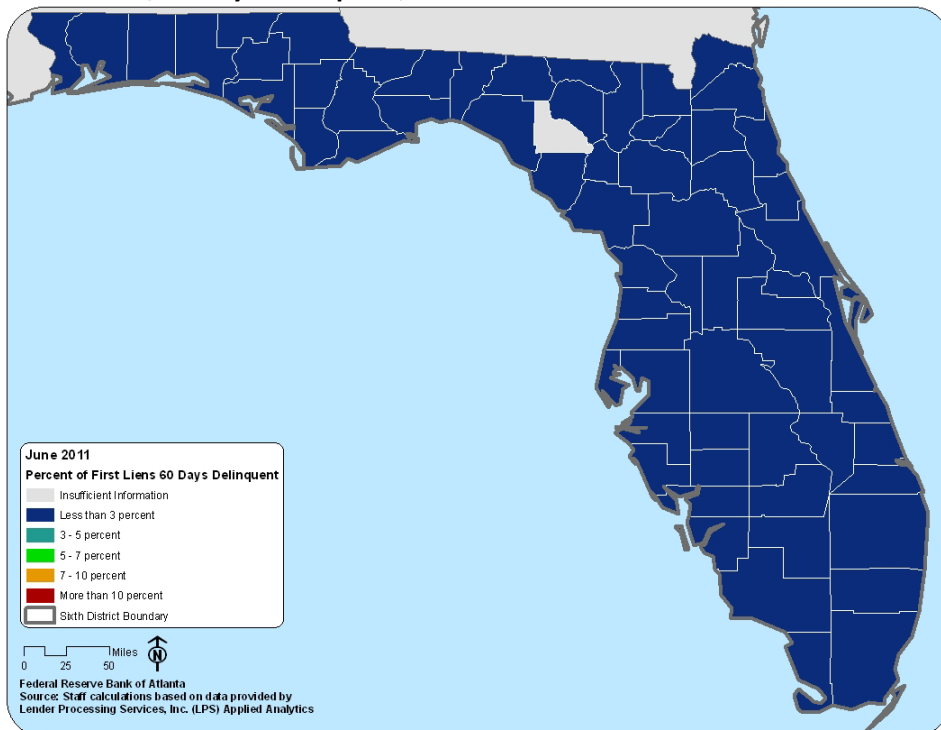 June 2011
Percent of First Liens 60 Days Delinquent
Insufficient Information
Less than 3 percent
3 - 5 percent
5 - 7 percent
7 - 10 percent
More than 10 percent
Sixth District Boundary
Miles
0 25 50
N
Federal Reserve Bank of Atlanta
Source: Staff calculations based on data provided by
Lender Processing Services, Inc. (LPS) Applied Analytics